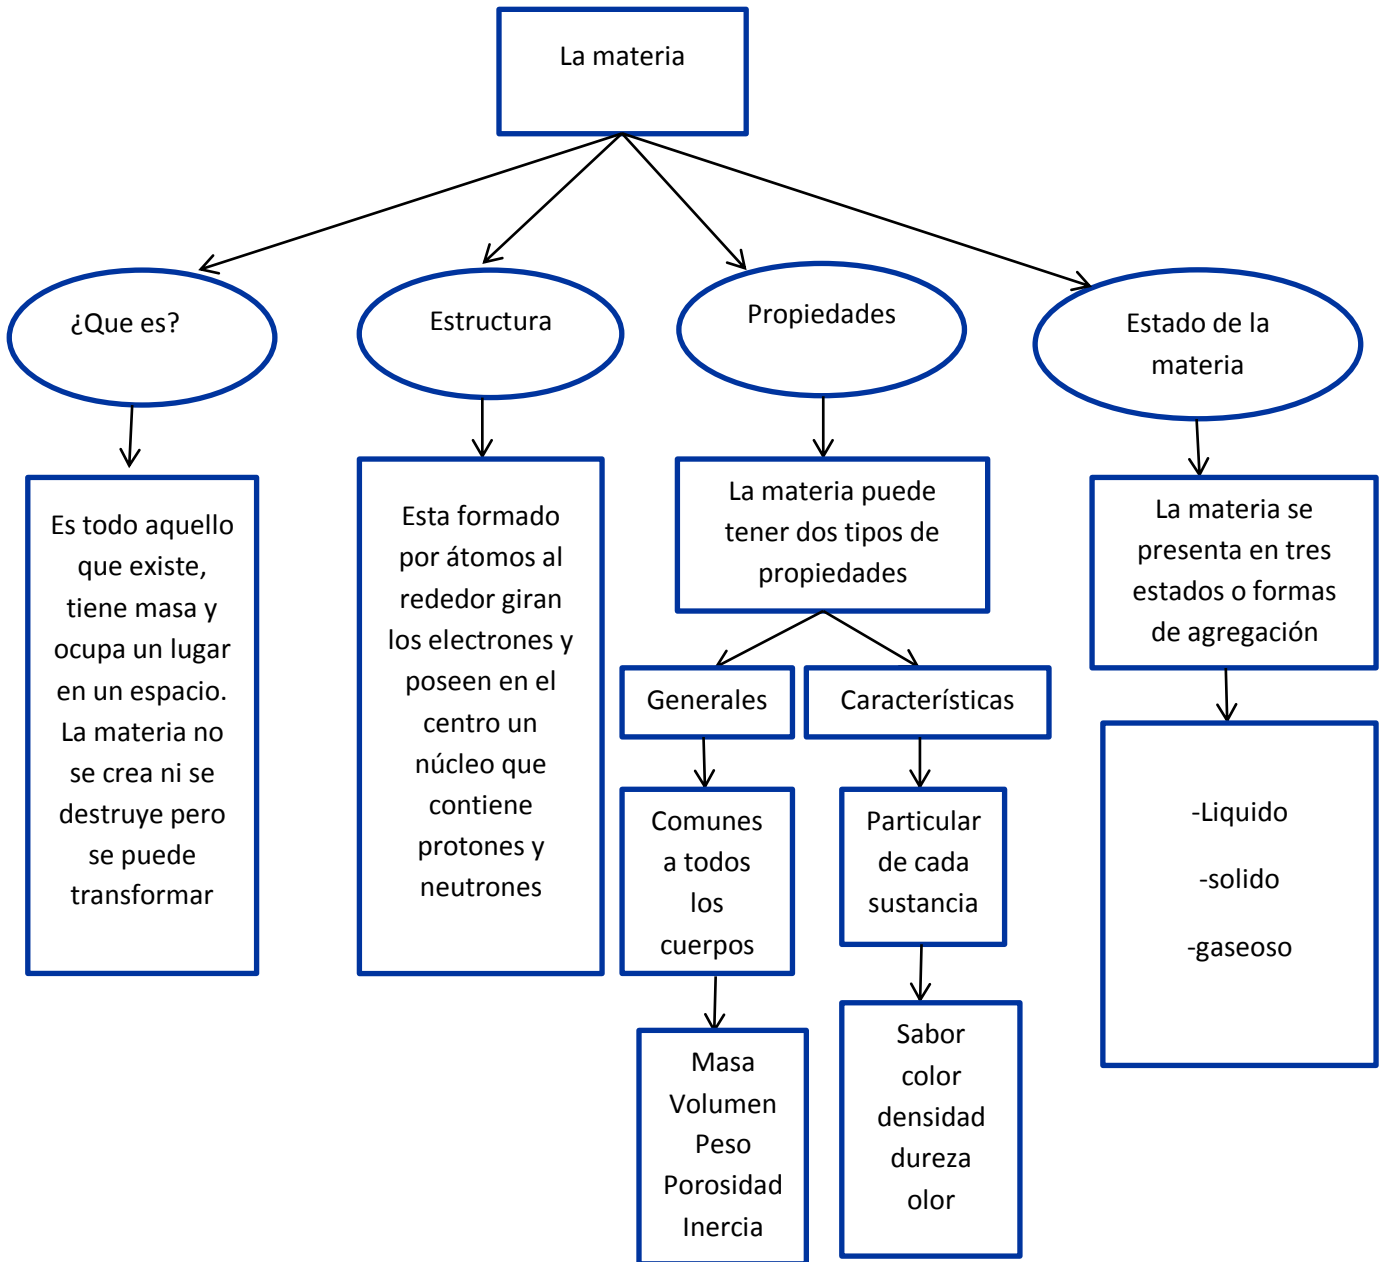 La materia
¿Que es?
Estructura
Propiedades
Estado de la
materia
Es todo aquello
que existe,
tiene masa y
ocupa un lugar
en un espacio.
La materia no
se crea ni se
destruye pero
se puede
transformar
Esta formado
por átomos al
rededor giran
los electrones y
poseen en el
centro un
núcleo que
contiene
protones y
neutrones
La materia puede
tener dos tipos de
propiedades
Generales
Característícas
Comunes
a todos
los
cuerpos
Particular
de cada
sustancia
Masa
Volumen
Peso
Porosidad
Inercia
Sabor
color
densidad
dureza
olor
La materia se
presenta en tres
estados o formas
de agregación
-Liquido
-solido
-gaseoso